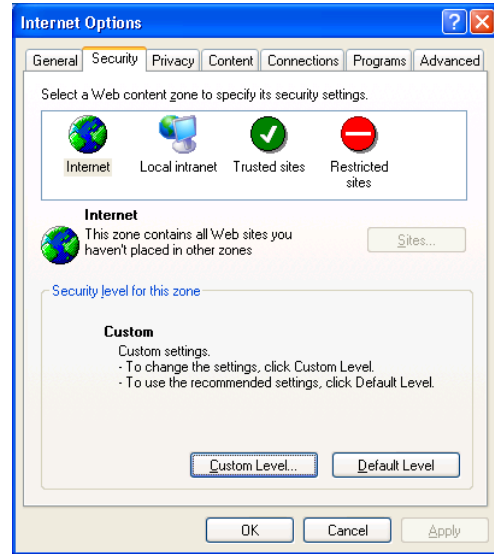 Internet Options
General Security Privacy Content Connections Programs Advanced
Select a Web content zone to specify its security settings.
Internet Local intranet Trusted sites Restricted
sites
Internet
This zone contains all Web sites you
haven't placed in other zones
Sites...
Security level for this zone
Custom
Custom settings.
- To change the settings, click Custom Level.
- To use the recommended settings, click Default Level.
Custom Level... Default Level
OK Cancel Apply